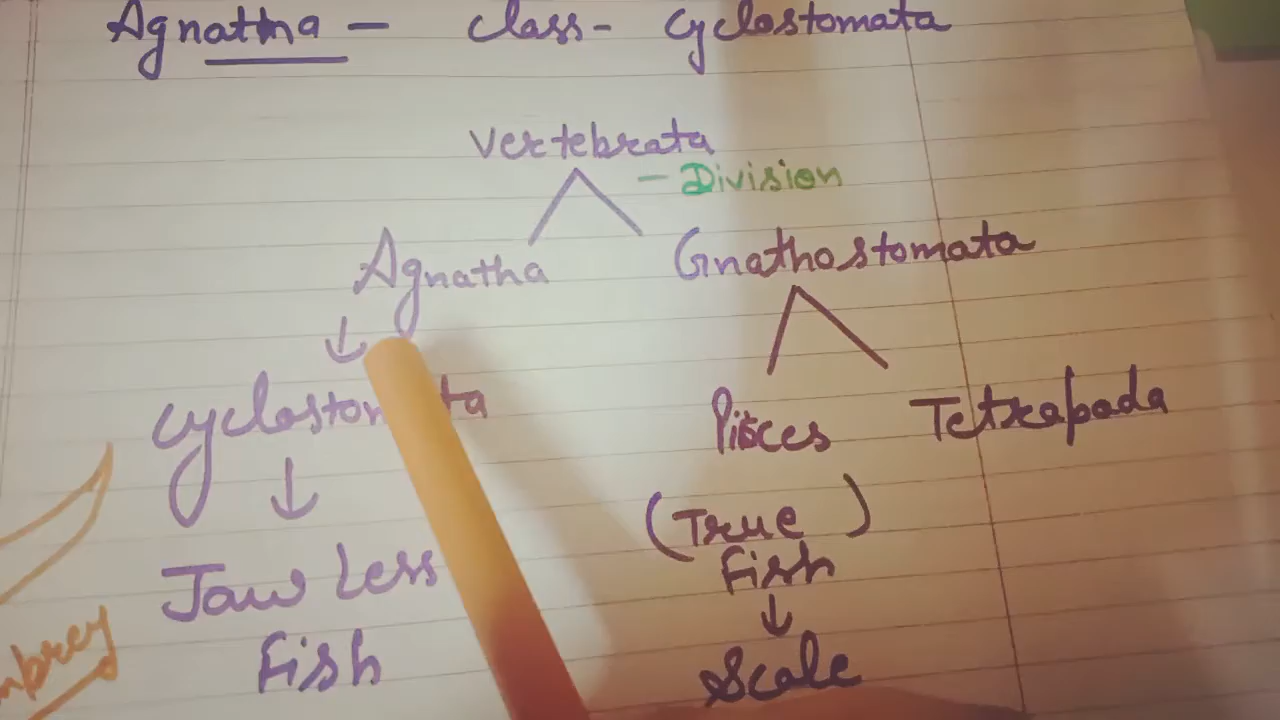 Agnatha - Class - Cyclostomata
Vertebrata
- Division
Agnatha
Gnathostomata
Pisces
Tetrapoda
(True
Fish)
Jaw Less
Fish
Scale